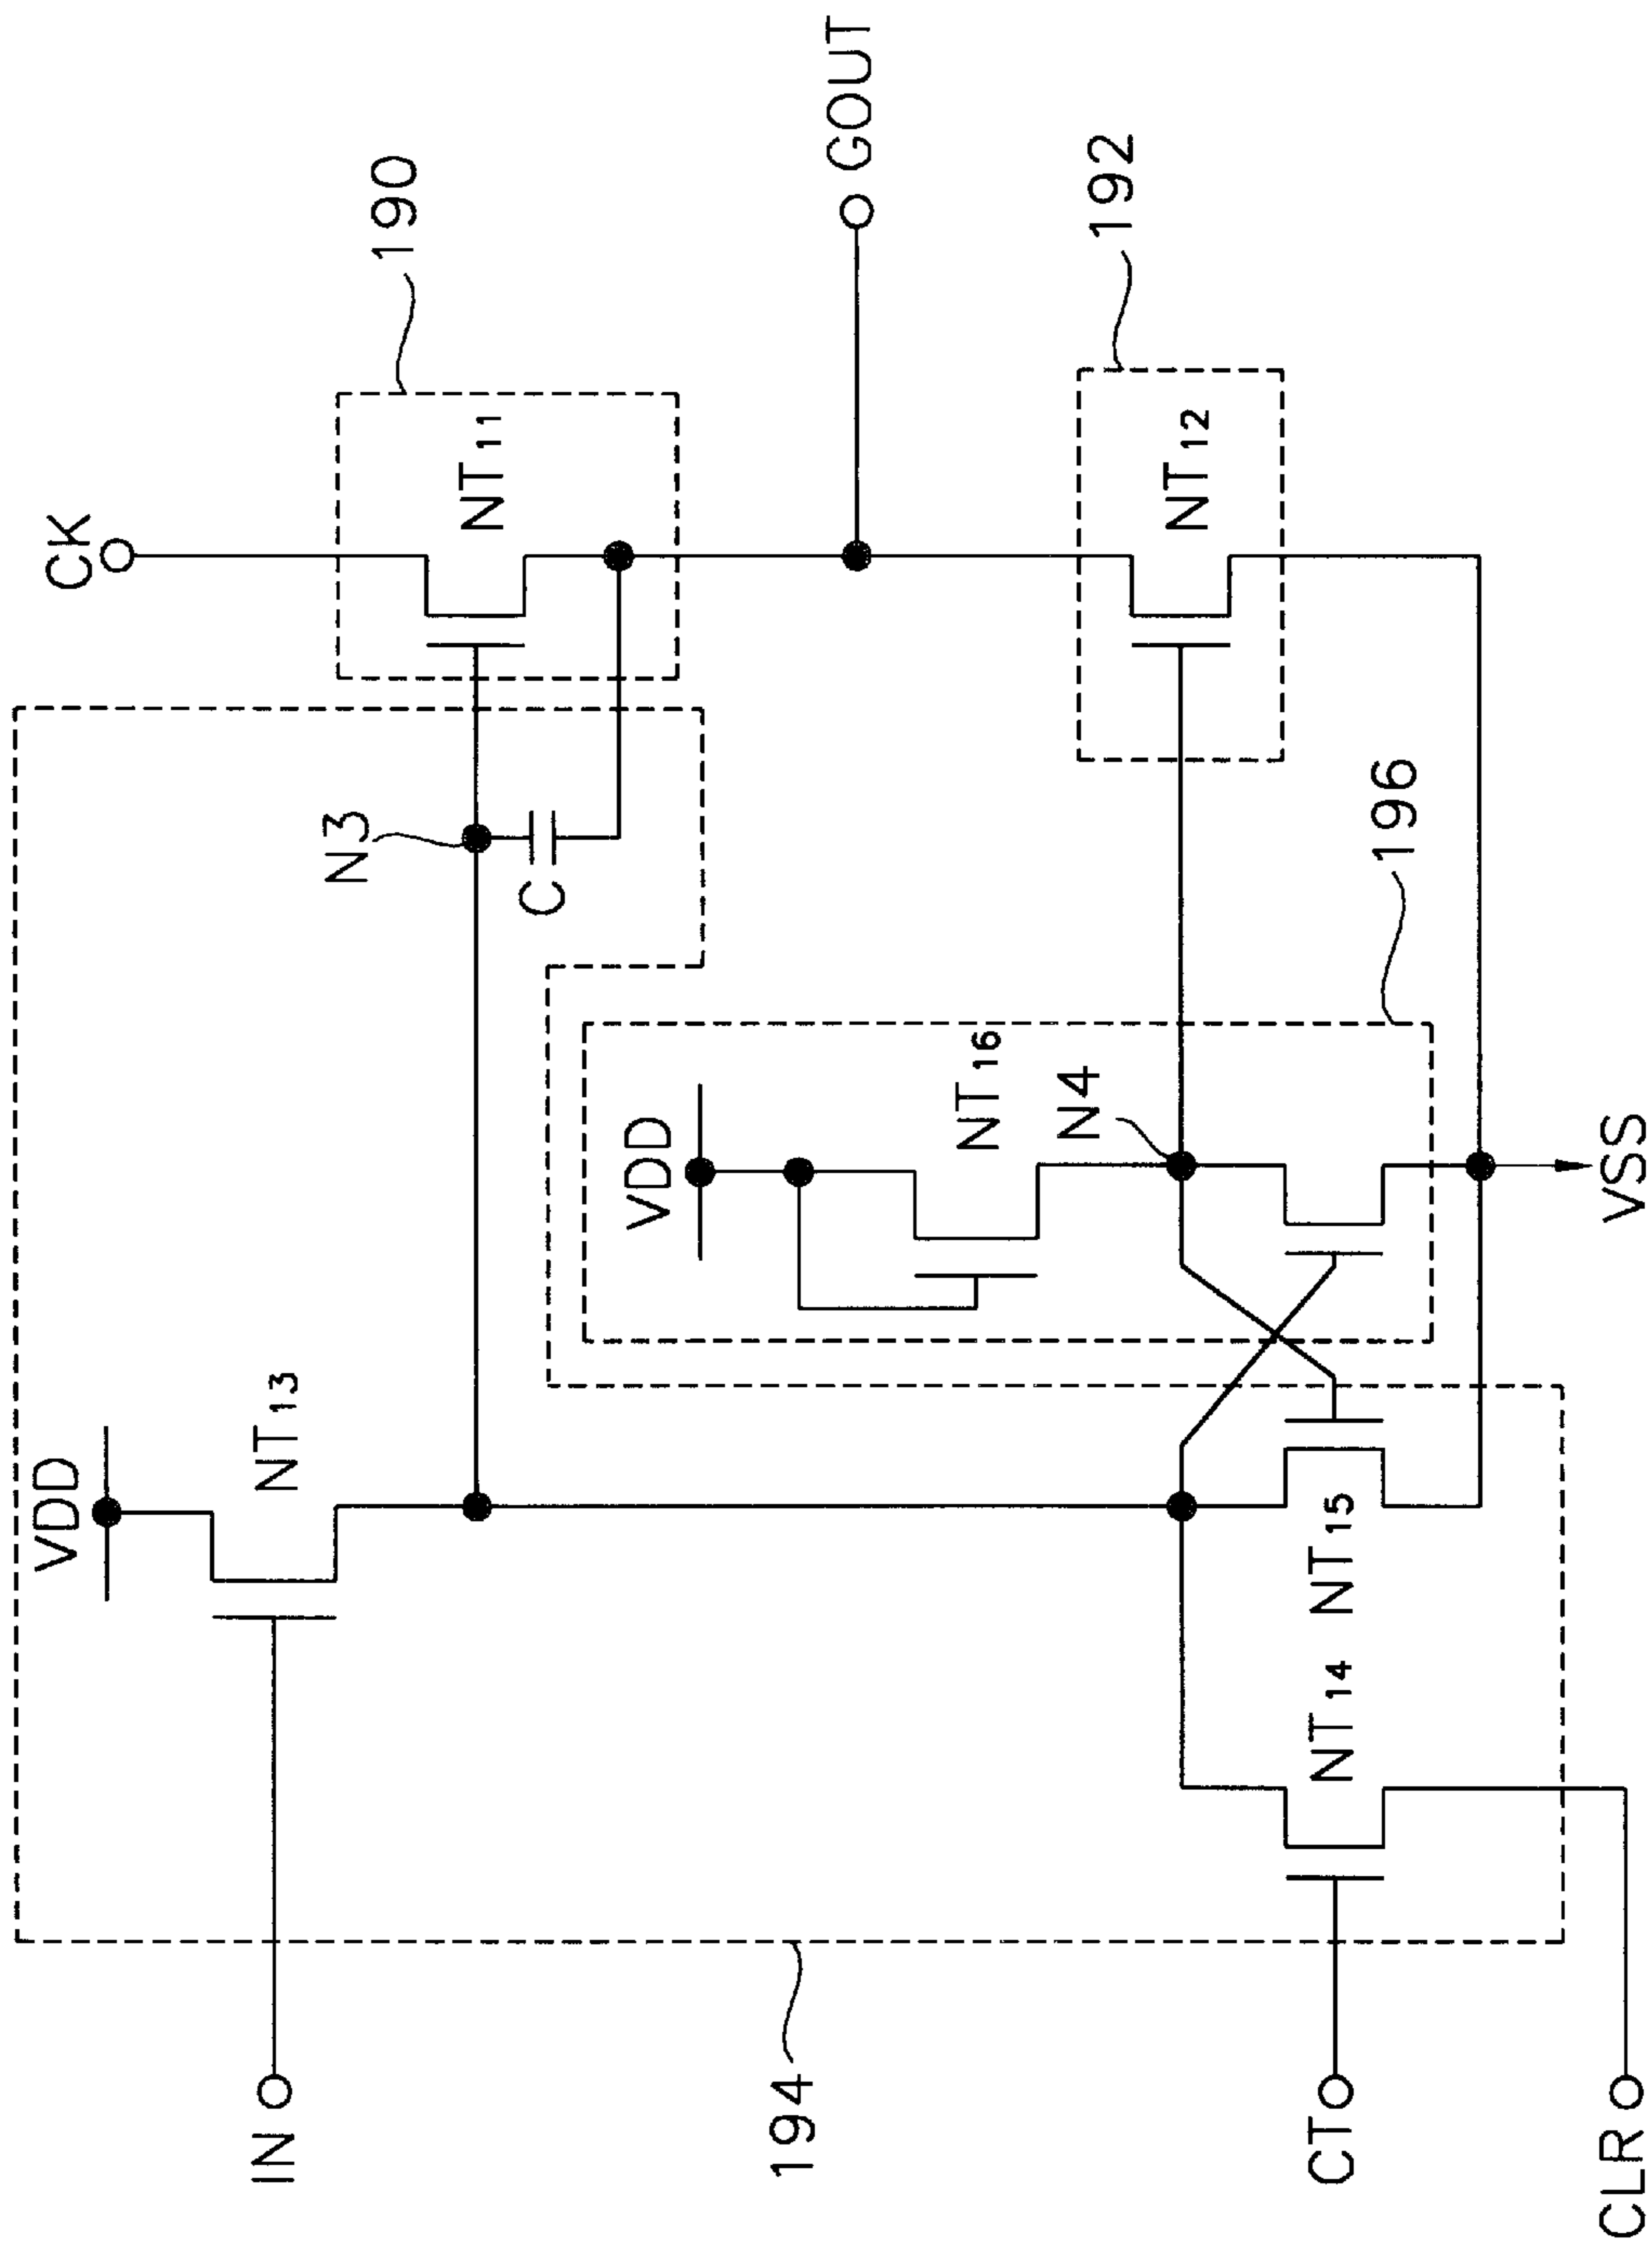 CK
190
NT11
GOUT
N3
C
VDD
NT13
IN
194
VDD
NT16
N4
192
NT12
196
NT14
NT15
CT
CLR
VSS